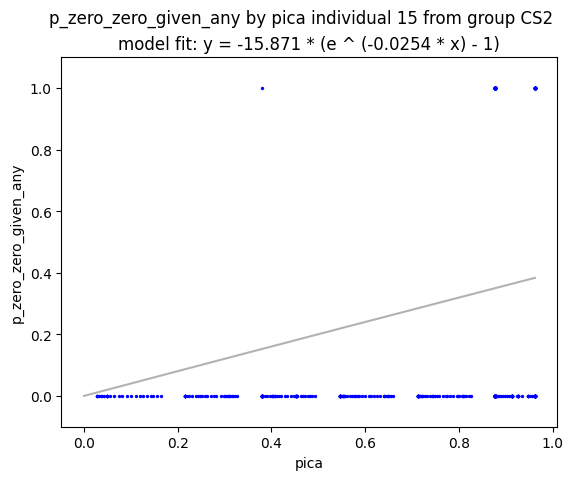 p_zero_zero_given_any by pica individual 15 from group CS2
model fit: y = -15.871 * (e ^ (-0.0254 * x) - 1)
1.0
0.8
0.6
0.4
0.2
0.0
p_zero_zero_given_any
0.0 0.2 0.4 0.6 0.8 1.0
pica